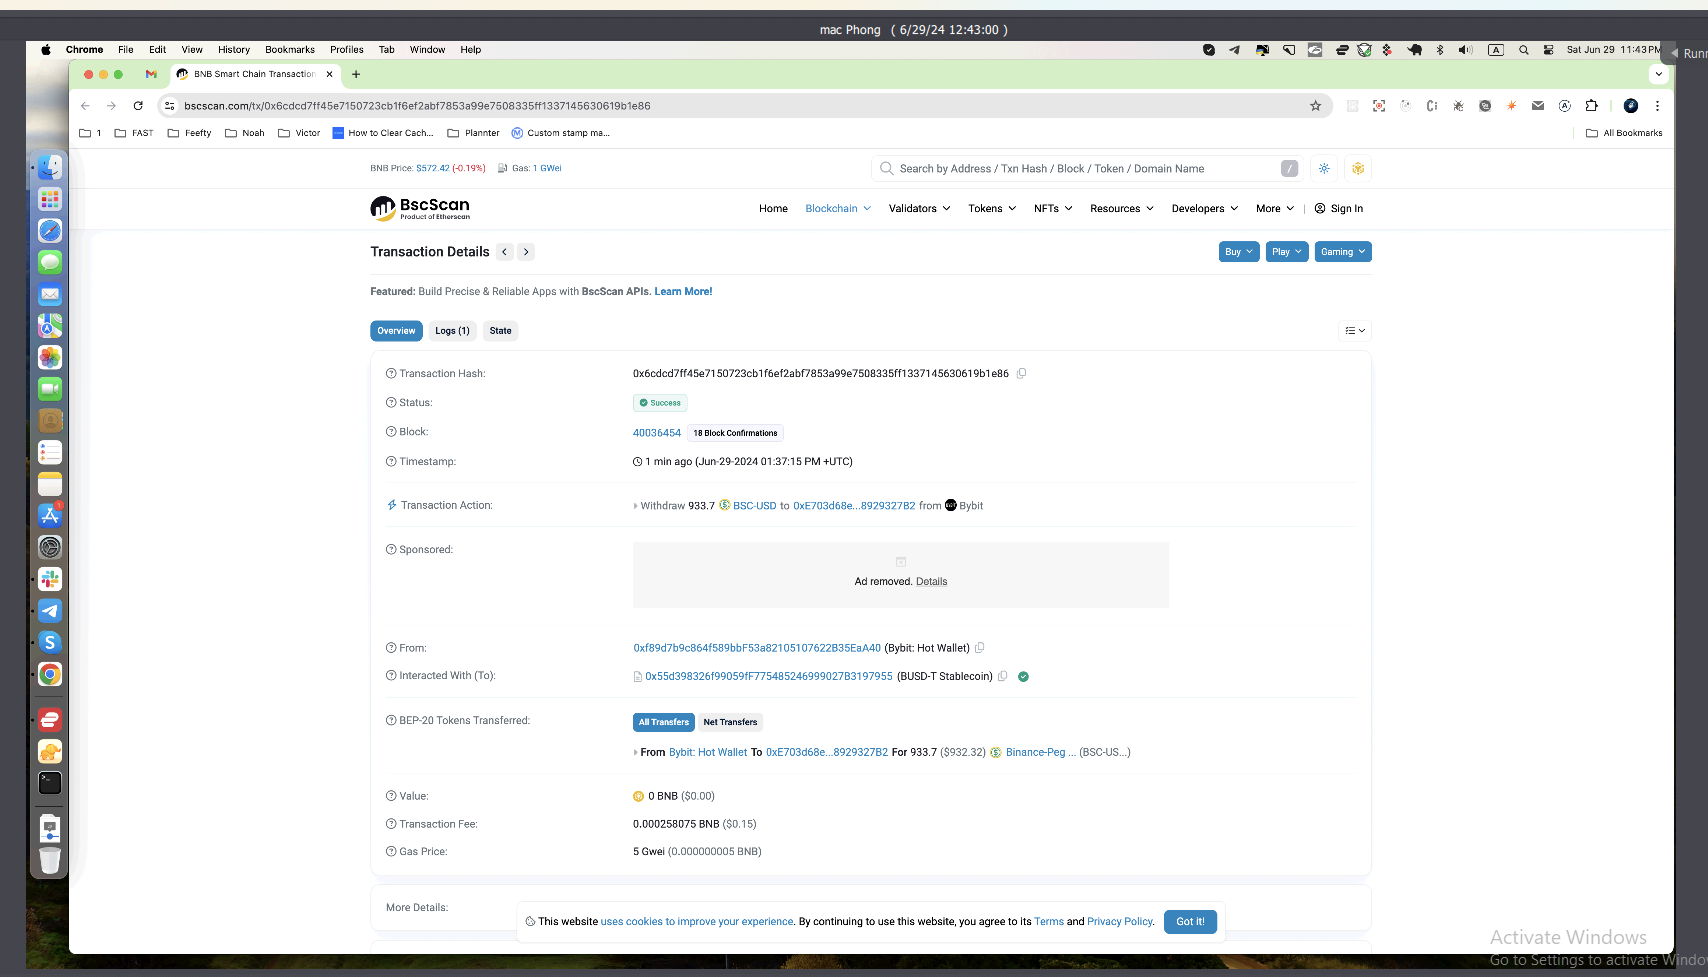 mac Phong ( 6/29/24 12:43:00 )
Chrome File Edit View History Bookmarks Profiles Tab Window Help
A
Sat Jun 29 11:43 PM
BNB Smart Chain Transaction
bscscan.com/tx/0x6cdcd7ff45e7150723cb1f6ef2abf7853a99e7508335ff1337145630619b1e86
1 FAST Feefty Noah Victor How to Clear Cach... Plannter Custom stamp ma... All Bookmarks
BNB Price: $572.42 (-0.19%) Gas: 1 GWei
Search by Address / Txn Hash / Block / Token / Domain Name /
BscScan
Product of Etherscan
Home Blockchain Validators Tokens NFTs Resources Developers More | Sign In
Transaction Details
Buy Play Gaming
Featured: Build Precise & Reliable Apps with BscScan APIs. Learn More!
Overview Logs (1) State
Transaction Hash: 0x6cdcd7ff45e7150723cb1f6ef2abf7853a99e7508335ff1337145630619b1e86
Status: Success
Block: 40036454 18 Block Confirmations
Timestamp: 1 min ago (Jun-29-2024 01:37:15 PM +UTC)
Transaction Action: Withdraw 933.7 BSC-USD to 0xE703d68e...8929327B2 from Bybit
Sponsored:
Ad removed. Details
From: 0xf89d7b9c864f589bbF53a82105107622B35EaA40 (Bybit: Hot Wallet)
Interacted With (To): 0x55d398326f99059fF775485246999027B3197955 (BUSD-T Stablecoin)
BEP-20 Tokens Transferred: All Transfers Net Transfers
From Bybit: Hot Wallet To 0xE703d68e...8929327B2 For 933.7 ($932.32) Binance-Peg ... (BSC-US...)
Value: 0 BNB ($0.00)
Transaction Fee: 0.000258075 BNB ($0.15)
Gas Price: 5 Gwei (0.000000005 BNB)
More Details:
This website uses cookies to improve your experience. By continuing to use this website, you agree to its Terms and Privacy Policy. Got it!
Activate Windows
Go to Settings to activate Windo